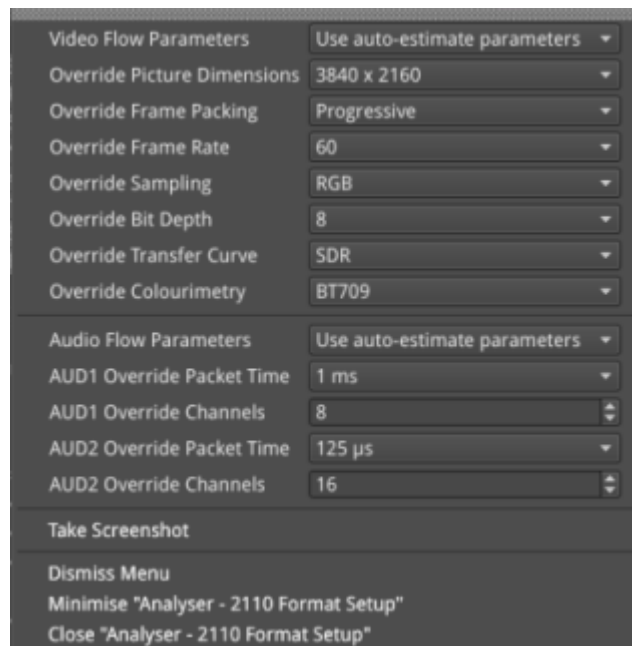 Video Flow Parameters Use auto-estimate parameters
Override Picture Dimensions 3840 x 2160
Override Frame Packing Progressive
Override Frame Rate 60
Override Sampling RGB
Override Bit Depth 8
Override Transfer Curve SDR
Override Colourimetry BT709
Audio Flow Parameters Use auto-estimate parameters
AUD1 Override Packet Time 1 ms
AUD1 Override Channels 8
AUD2 Override Packet Time 125 μs
AUD2 Override Channels 16
Take Screenshot
Dismiss Menu
Minimise "Analyser - 2110 Format Setup"
Close "Analyser - 2110 Format Setup"